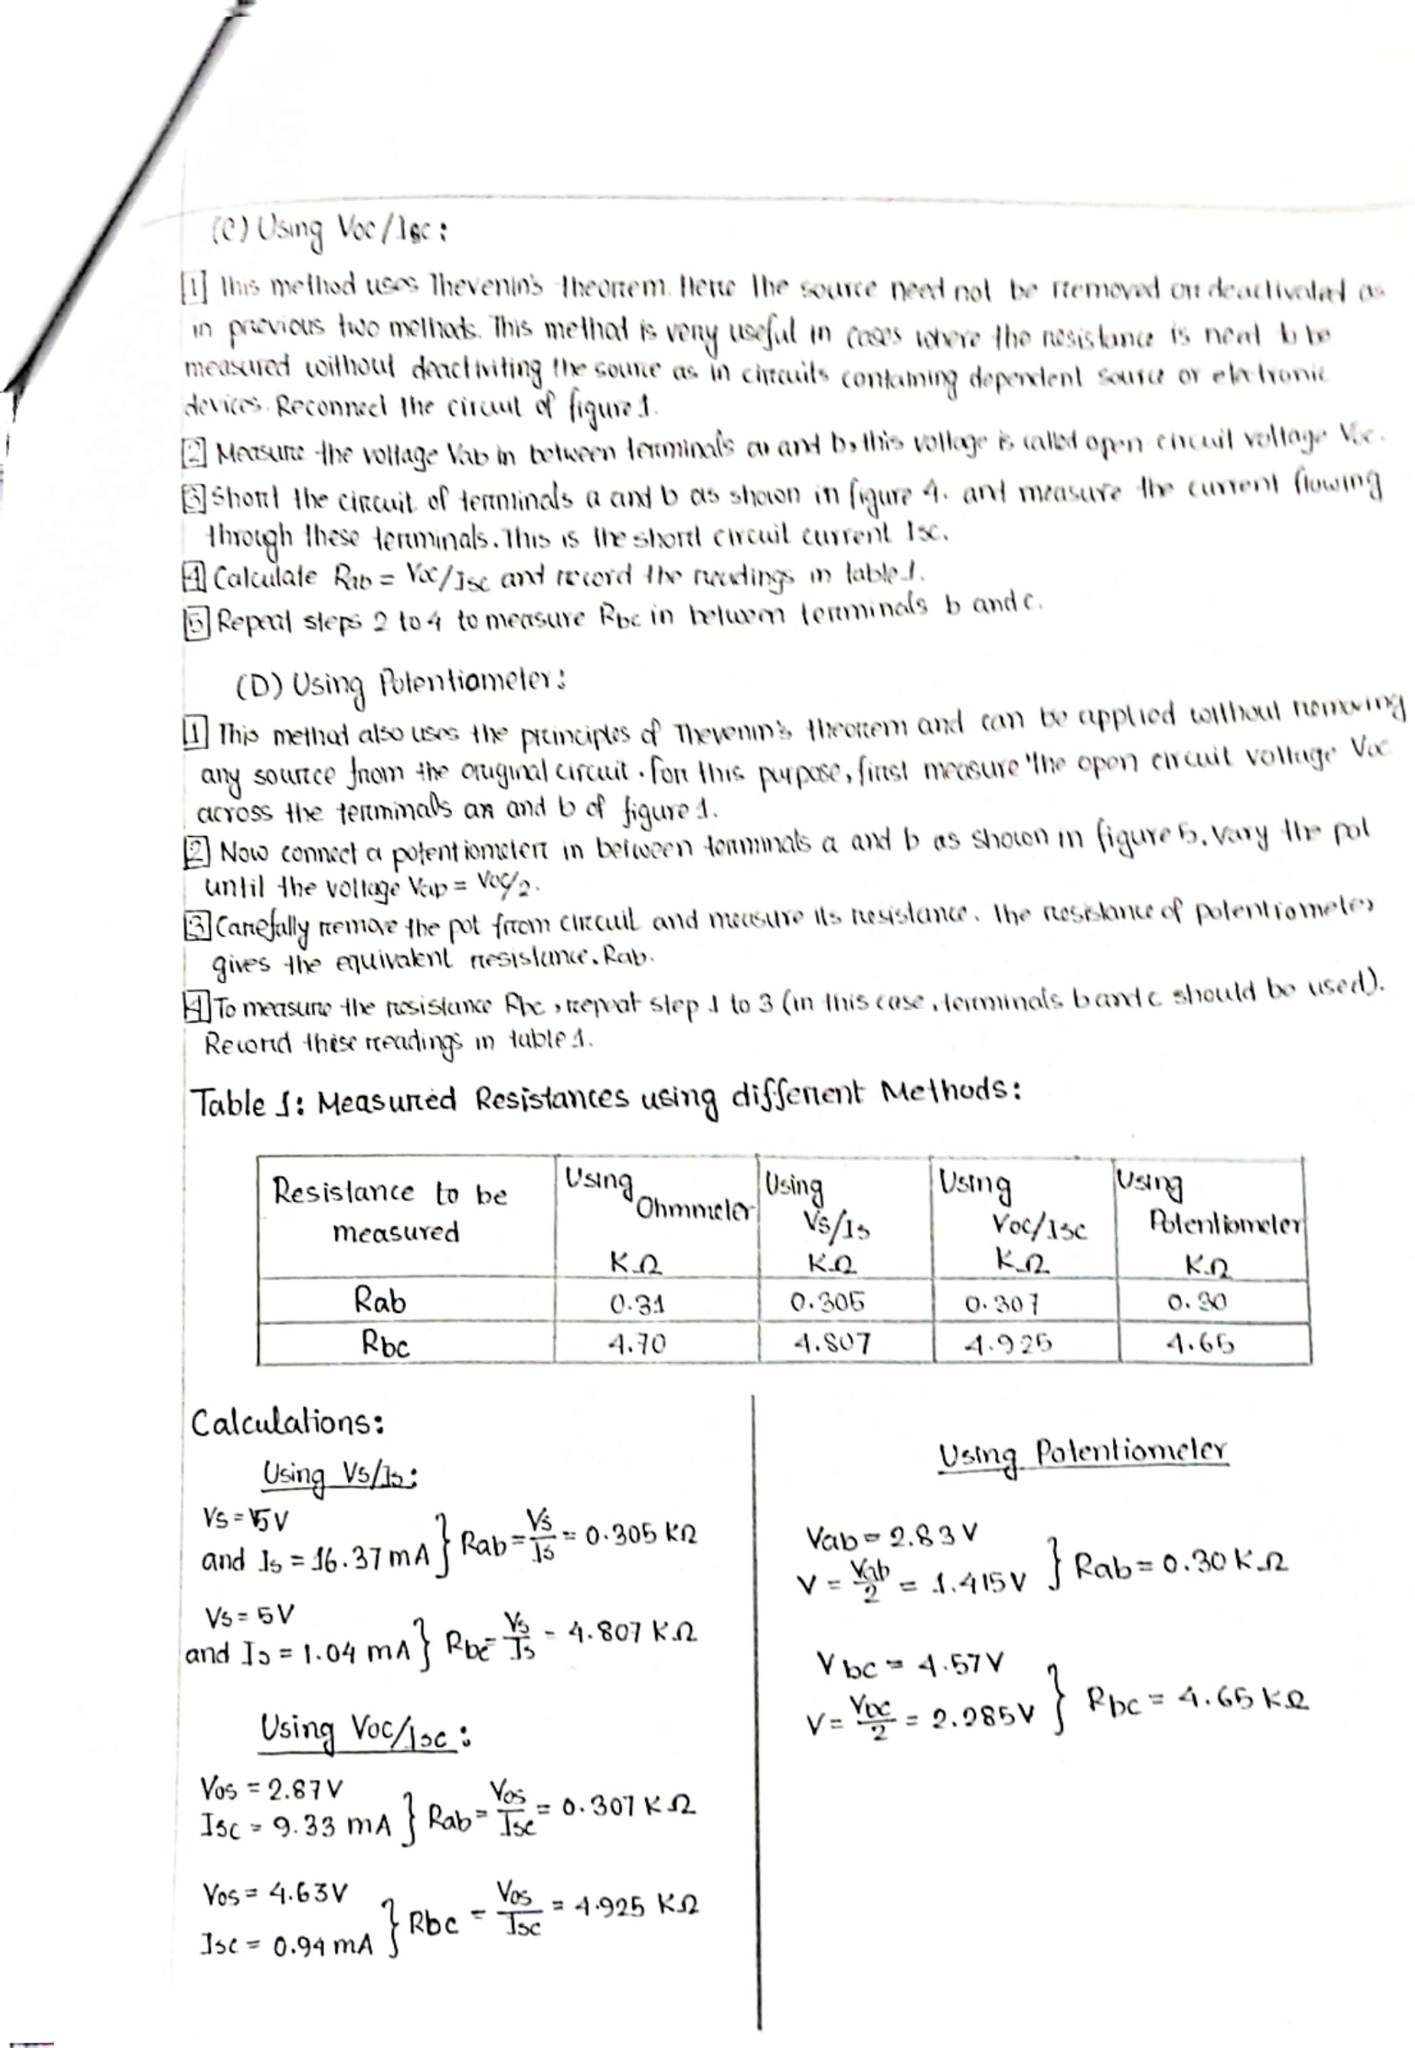 (C) Using Voc/Isc:
1 This method uses Thevenin's theorem. Here the source need not be removed or deactivated as
in previous two methods. This method is very useful in cases where the resistance is need to be
measured without deactiviting the source as in circuits containing dependent source or electronic
devices. Reconnect the circuit of figure 1.
2 Measure the voltage Vab in between terminals a and b, this voltage is called open circuit voltage Voc.
3 Short the circuit of terminals a and b as shown in figure 4. and measure the current flowing
through these terminals. This is the short circuit current Isc.
4 Calculate Rab = Voc/Isc and record the readings in table 1.
5 Repeat steps 2 to 4 to measure Rbc in between terminals b and c.
(D) Using Potentiometer:
1 This method also uses the principles of Thevenin's theorem and can be applied without removing
any source from the original circuit. For this purpose, first measure the open circuit voltage Voc
across the terminals a and b of figure 1.
2 Now connect a potentiometer in between terminals a and b as shown in figure 5. Vary the pot
until the voltage Vap = Voc/2.
3 Carefully remove the pot from circuit and measure its resistance. The resistance of potentiometer
gives the equivalent resistance. Rab.
4 To measure the resistance Rbc, repeat step 1 to 3 (in this case, terminals b and c should be used).
Record these readings in table 1.
Table 1: Measured Resistances using different Methods:
Resistance to be measured Using Ohmmeter KΩ Using Vs/Is KΩ Using Voc/Isc KΩ Using Potentiometer KΩ
Rab 0.31 0.305 0.307 0.30
Rbc 4.70 4.807 4.925 4.65
Calculations:
Using Vs/Is:
Vs = 5V
and Is = 16.37 mA } Rab = Vs/Is = 0.305 KΩ
Vs = 5V
and Is = 1.04 mA } Rbc = Vs/Is = 4.807 KΩ
Using Voc/Isc:
Vos = 2.87 V
Isc = 9.33 mA } Rab = Vos/Isc = 0.307 KΩ
Vos = 4.63V
Isc = 0.94 mA } Rbc = Vos/Isc = 4.925 KΩ
Using Potentiometer
Vab = 2.83 V
V = Vab/2 = 1.415V } Rab = 0.30 KΩ
Vbc = 4.57V
V = Vbc/2 = 2.285V } Rbc = 4.65 KΩ